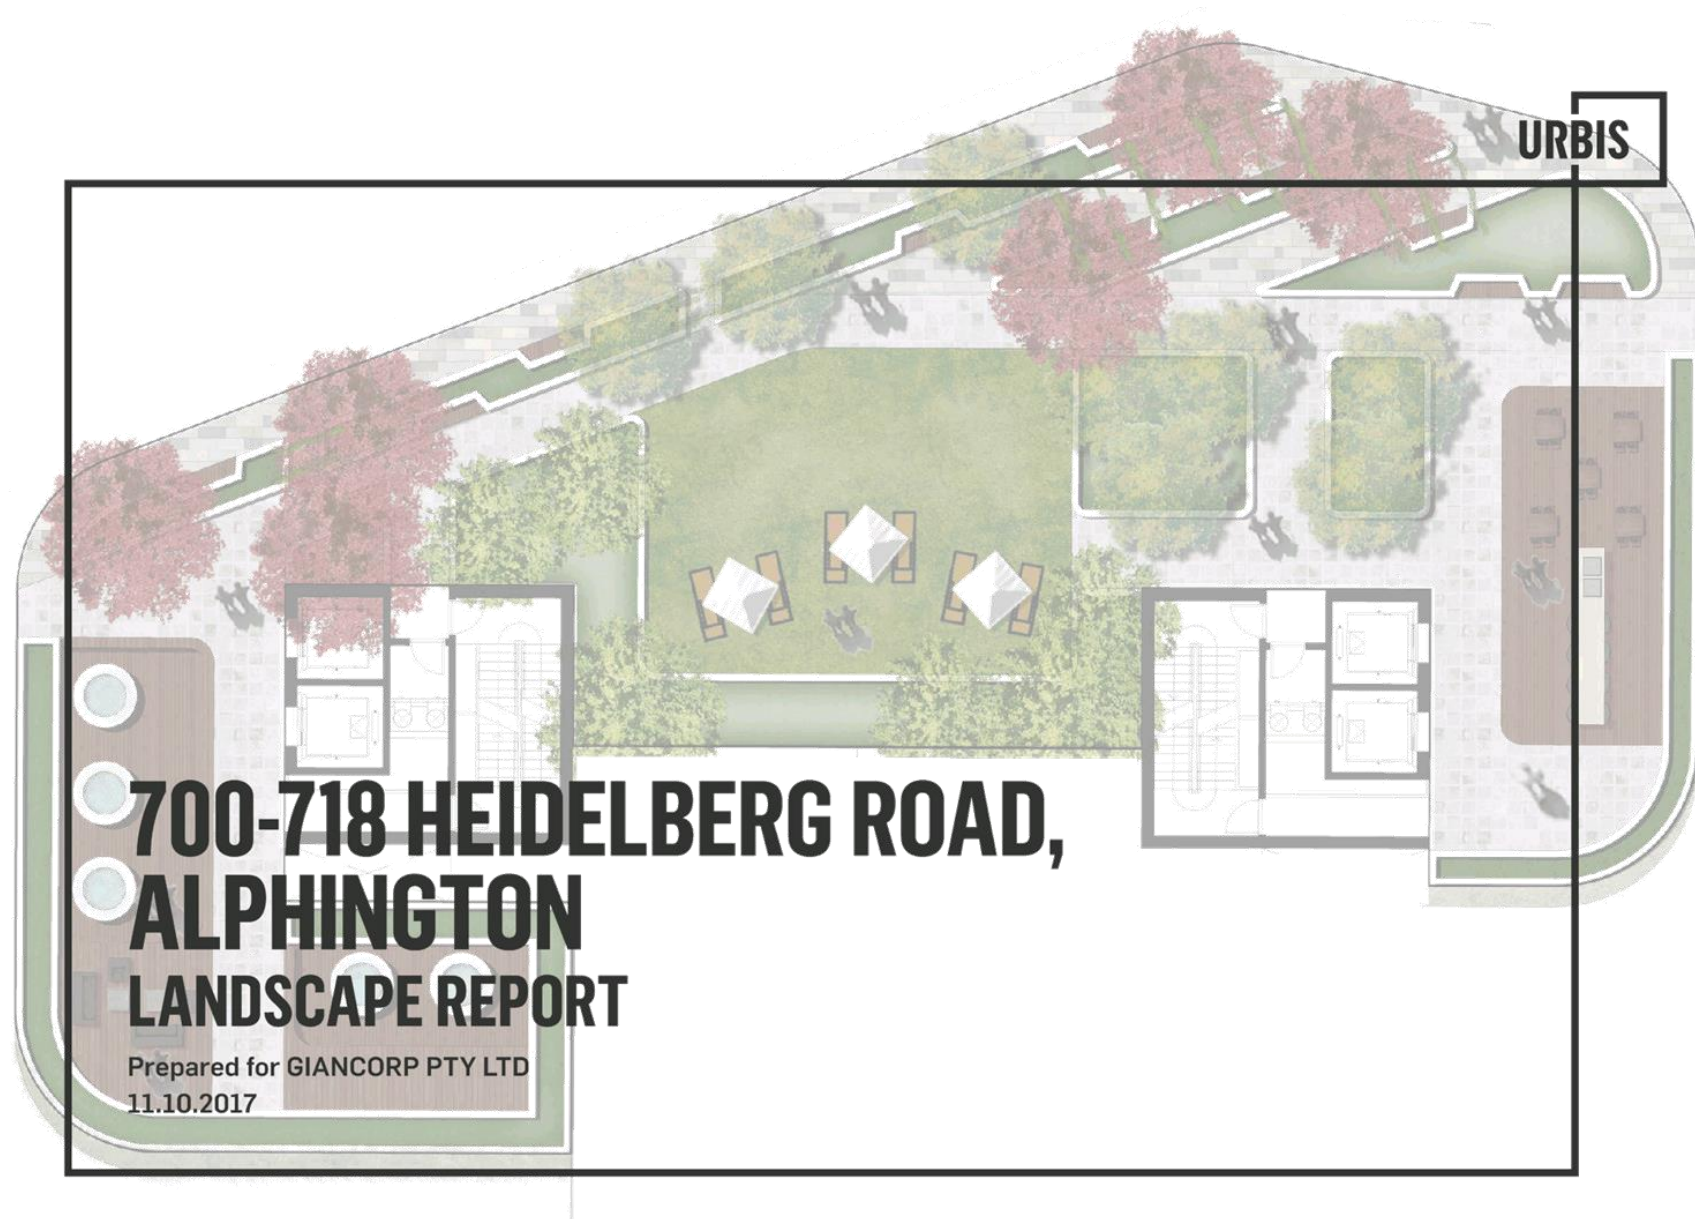 URBIS
700-718 HEIDELBERG ROAD,
ALPHINGTON
LANDSCAPE REPORT
Prepared for GIANCORP PTY LTD
11.10.2017